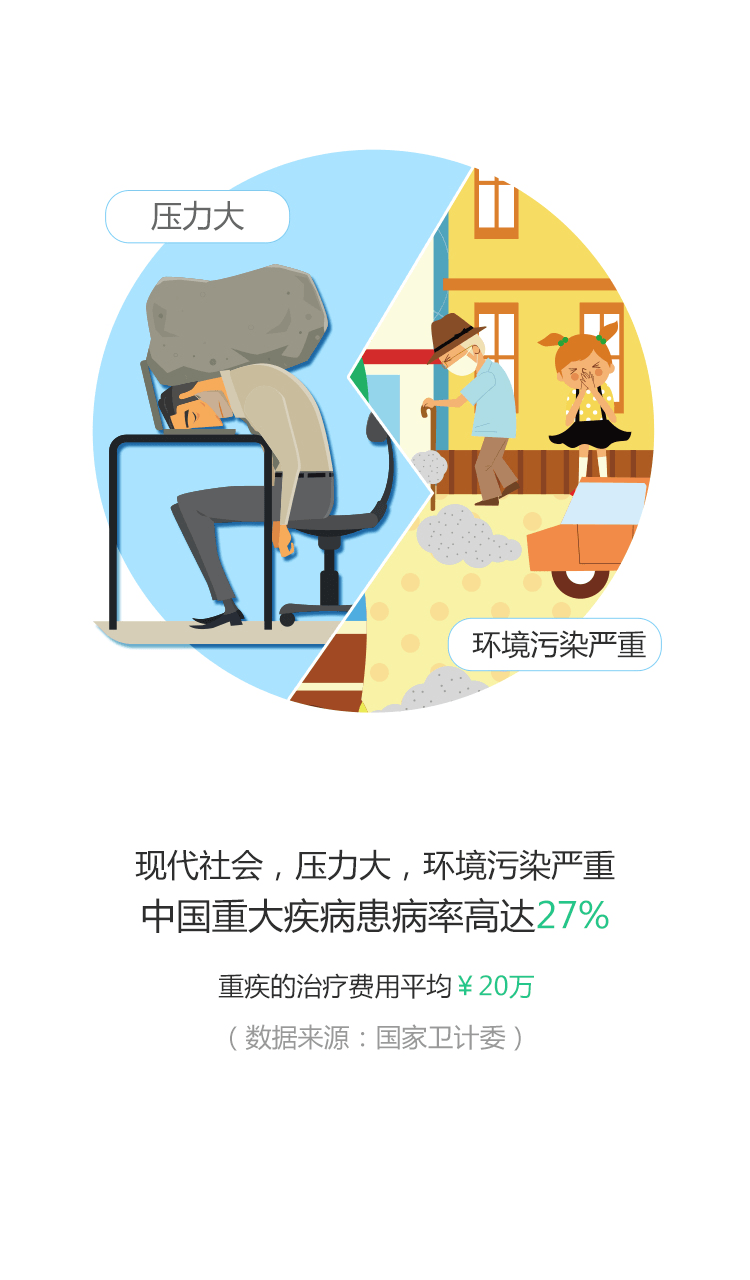 压力大
环境污染严重
现代社会，压力大，环境污染严重
中国重大疾病患病率高达27%
重疾的治疗费用平均￥20万
（数据来源：国家卫计委）